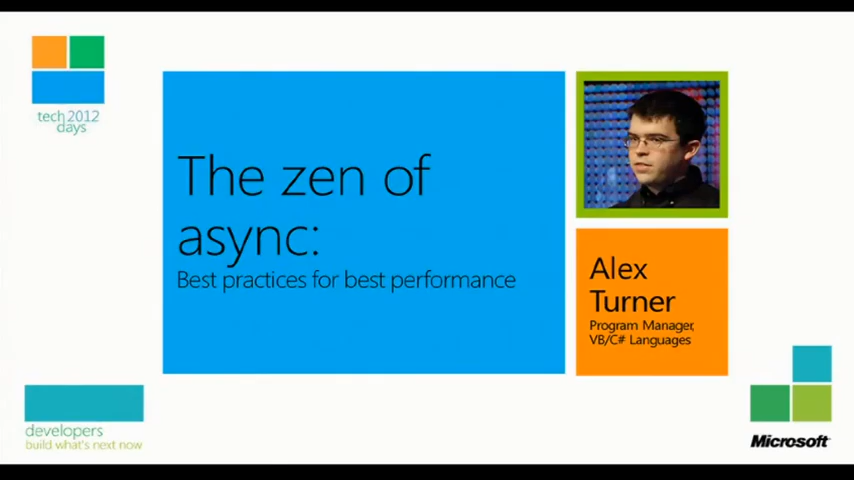 tech 2012
days
The zen of
async:
Best practices for best performance
Alex
Turner
Program Manager,
VB/C# Languages
developers
build what's next now
Microsoft